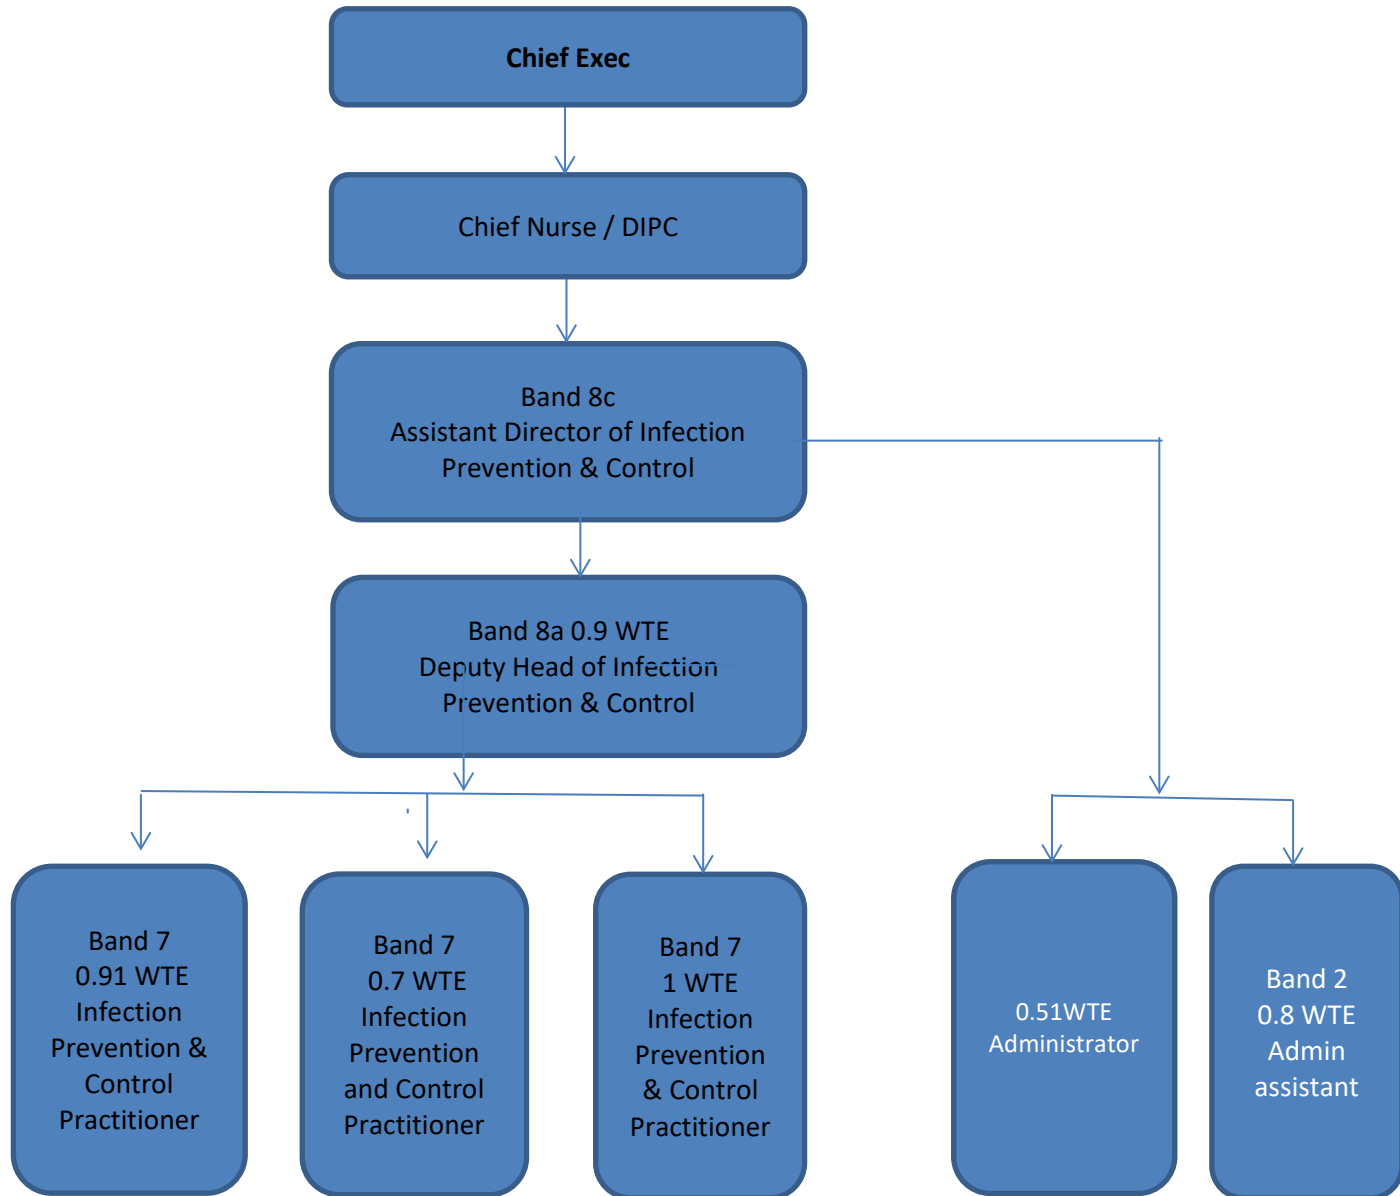 Chief Exec
Chief Nurse / DIPC
Band 8c
Assistant Director of Infection
Prevention & Control
Band 8a 0.9 WTE
Deputy Head of Infection
Prevention & Control
Band 7
0.91 WTE
Infection
Prevention &
Control
Practitioner
Band 7
0.7 WTE
Infection
Prevention
and Control
Practitioner
Band 7
1 WTE
Infection
Prevention
& Control
Practitioner
0.51WTE
Administrator
Band 2
0.8 WTE
Admin
assistant